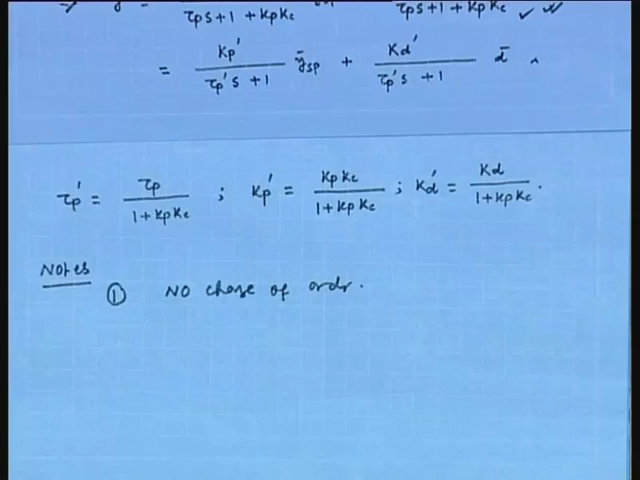 τps+1+KpKc τps+1+KpKc ✓
= Kp'/(τp's+1) ȳsp + Kd'/(τp's+1) d̄
τp' = τp/(1+KpKc) ; Kp' = KpKc/(1+KpKc) ; Kd' = Kd/(1+KpKc) .
Notes
① No change of order.